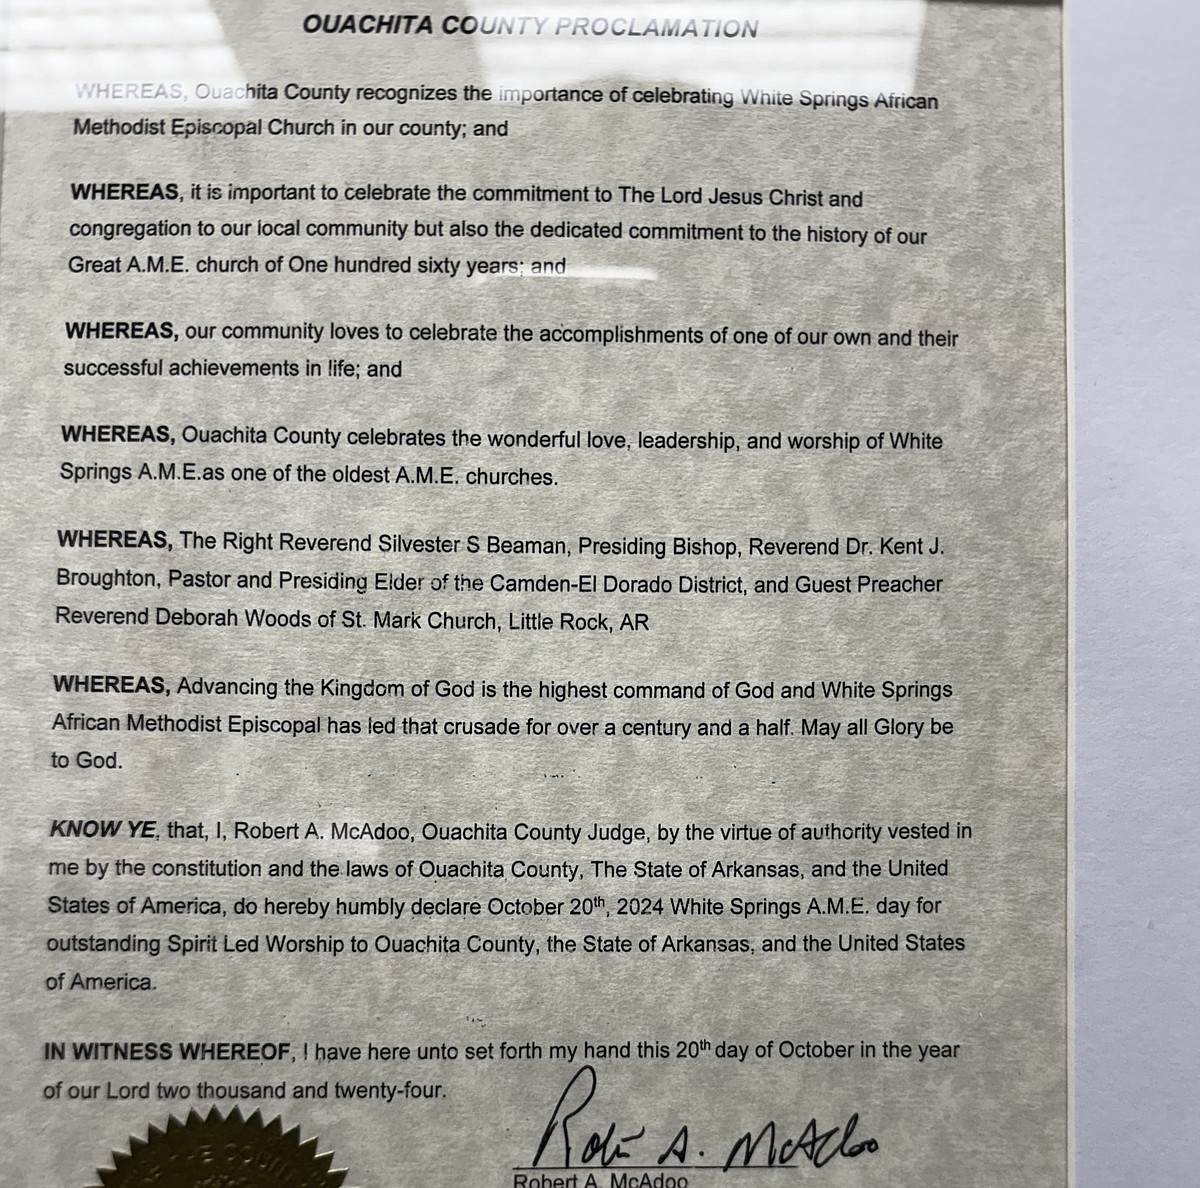 OUACHITA COUNTY PROCLAMATION
WHEREAS, Ouachita County recognizes the importance of celebrating White Springs African
Methodist Episcopal Church in our county; and
WHEREAS, it is important to celebrate the commitment to The Lord Jesus Christ and
congregation to our local community but also the dedicated commitment to the history of our
Great A.M.E. church of One hundred sixty years; and
WHEREAS, our community loves to celebrate the accomplishments of one of our own and their
successful achievements in life; and
WHEREAS, Ouachita County celebrates the wonderful love, leadership, and worship of White
Springs A.M.E.as one of the oldest A.M.E. churches.
WHEREAS, The Right Reverend Silvester S Beaman, Presiding Bishop, Reverend Dr. Kent J.
Broughton, Pastor and Presiding Elder of the Camden-El Dorado District, and Guest Preacher
Reverend Deborah Woods of St. Mark Church, Little Rock, AR
WHEREAS, Advancing the Kingdom of God is the highest command of God and White Springs
African Methodist Episcopal has led that crusade for over a century and a half. May all Glory be
to God.
KNOW YE, that, I, Robert A. McAdoo, Ouachita County Judge, by the virtue of authority vested in
me by the constitution and the laws of Ouachita County, The State of Arkansas, and the United
States of America, do hereby humbly declare October 20th, 2024 White Springs A.M.E. day for
outstanding Spirit Led Worship to Ouachita County, the State of Arkansas, and the United States
of America.
IN WITNESS WHEREOF, I have here unto set forth my hand this 20th day of October in the year
of our Lord two thousand and twenty-four.
Robert A. McAdoo
Robert A. McAdoo